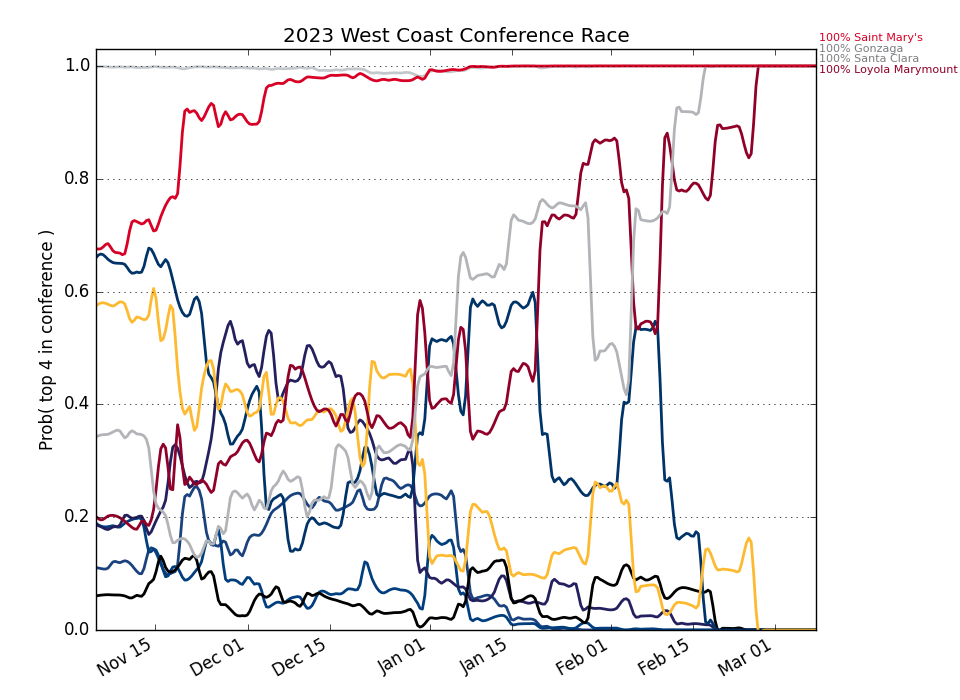 2023 West Coast Conference Race
100% Saint Mary's
100% Gonzaga
100% Santa Clara
100% Loyola Marymount
Prob( top 4 in conference )
1.0
0.8
0.6
0.4
0.2
0.0
Nov 15
Dec 01
Dec 15
Jan 01
Jan 15
Feb 01
Feb 15
Mar 01